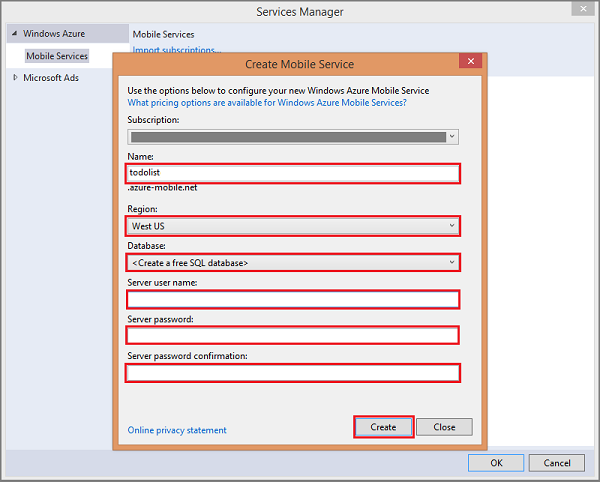 Services Manager
Windows Azure
Mobile Services
Microsoft Ads
Mobile Services
Import subscriptions...
Create Mobile Service
Use the options below to configure your new Windows Azure Mobile Service
What pricing options are available for Windows Azure Mobile Services?
Subscription:
Name:
todolist
.azure-mobile.net
Region:
West US
Database:
<Create a free SQL database>
Server user name:
Server password:
Server password confirmation:
Online privacy statement
Create
Close
OK
Cancel